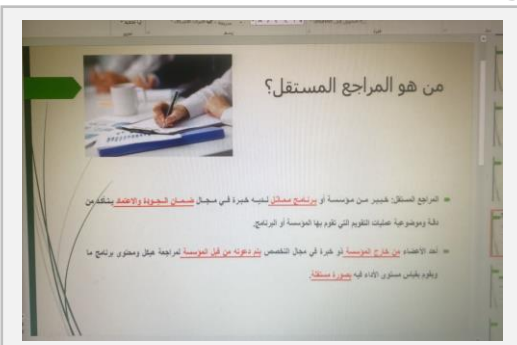 من هو المراجع المستقل؟
المراجع المستقل: خبير من مؤسسة أو برنامج مماثل لديه خبرة في مجال ضمان الجودة والاعتماد يتأكد من
دقة وموضوعية عمليات التقويم التي تقوم بها المؤسسة أو البرنامج.
أحد الأعضاء من خارج المؤسسة ذو خبرة في مجال التخصص يتم دعوته من قبل المؤسسة لمراجعة هيكل ومحتوى برنامج ما
ويقوم بقياس مستوى الأداء فيه بصورة مستقلة.